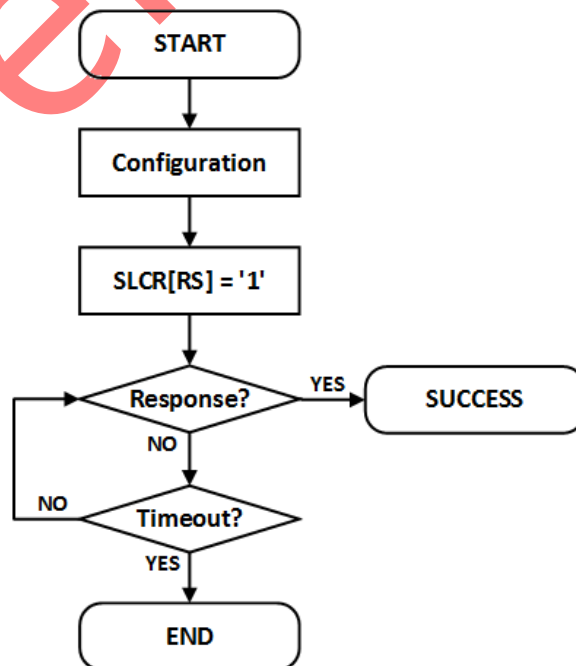 START
Configuration
SLCR[RS] = '1'
Response?
YES
SUCCESS
NO
NO
Timeout?
YES
END